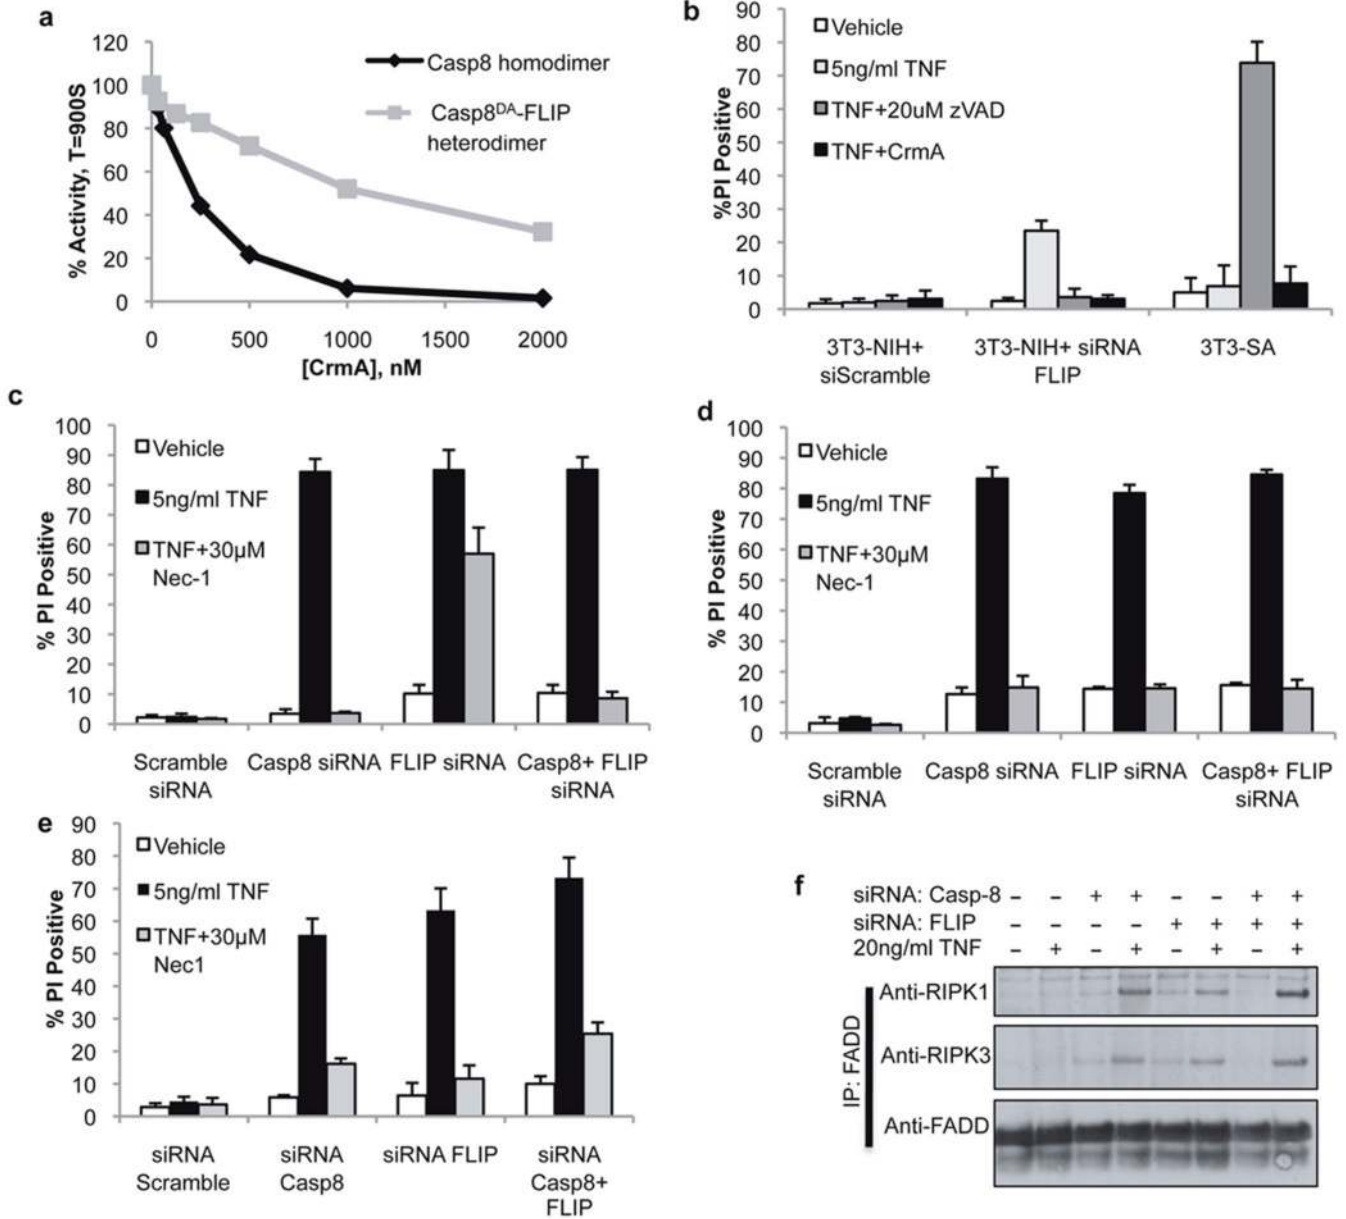 a
120
100
80
60
40
20
0
% Activity, T=900S
Casp8 homodimer
Casp8DA-FLIP
heterodimer
0 500 1000 1500 2000
[CrmA], nM
b
90
80
70
60
50
40
30
20
10
0
%PI Positive
Vehicle
5ng/ml TNF
TNF+20uM zVAD
TNF+CrmA
3T3-NIH+ 3T3-NIH+ siRNA 3T3-SA
siScramble FLIP
c
100
90
80
70
60
50
40
30
20
10
0
% PI Positive
Vehicle
5ng/ml TNF
TNF+30µM
Nec-1
Scramble Casp8 siRNA FLIP siRNA Casp8+ FLIP
siRNA siRNA
d
100
90
80
70
60
50
40
30
20
10
0
% PI Positive
Vehicle
5ng/ml TNF
TNF+30µM
Nec-1
Scramble Casp8 siRNA FLIP siRNA Casp8+ FLIP
siRNA siRNA
e
90
80
70
60
50
40
30
20
10
0
% PI Positive
Vehicle
5ng/ml TNF
TNF+30µM
Nec1
siRNA siRNA siRNA FLIP siRNA
Scramble Casp8 Casp8+
FLIP
f
siRNA: Casp-8 – – + + – – + +
siRNA: FLIP – – – – + + + +
20ng/ml TNF – + – + – + – +
IP: FADD
Anti-RIPK1
Anti-RIPK3
Anti-FADD